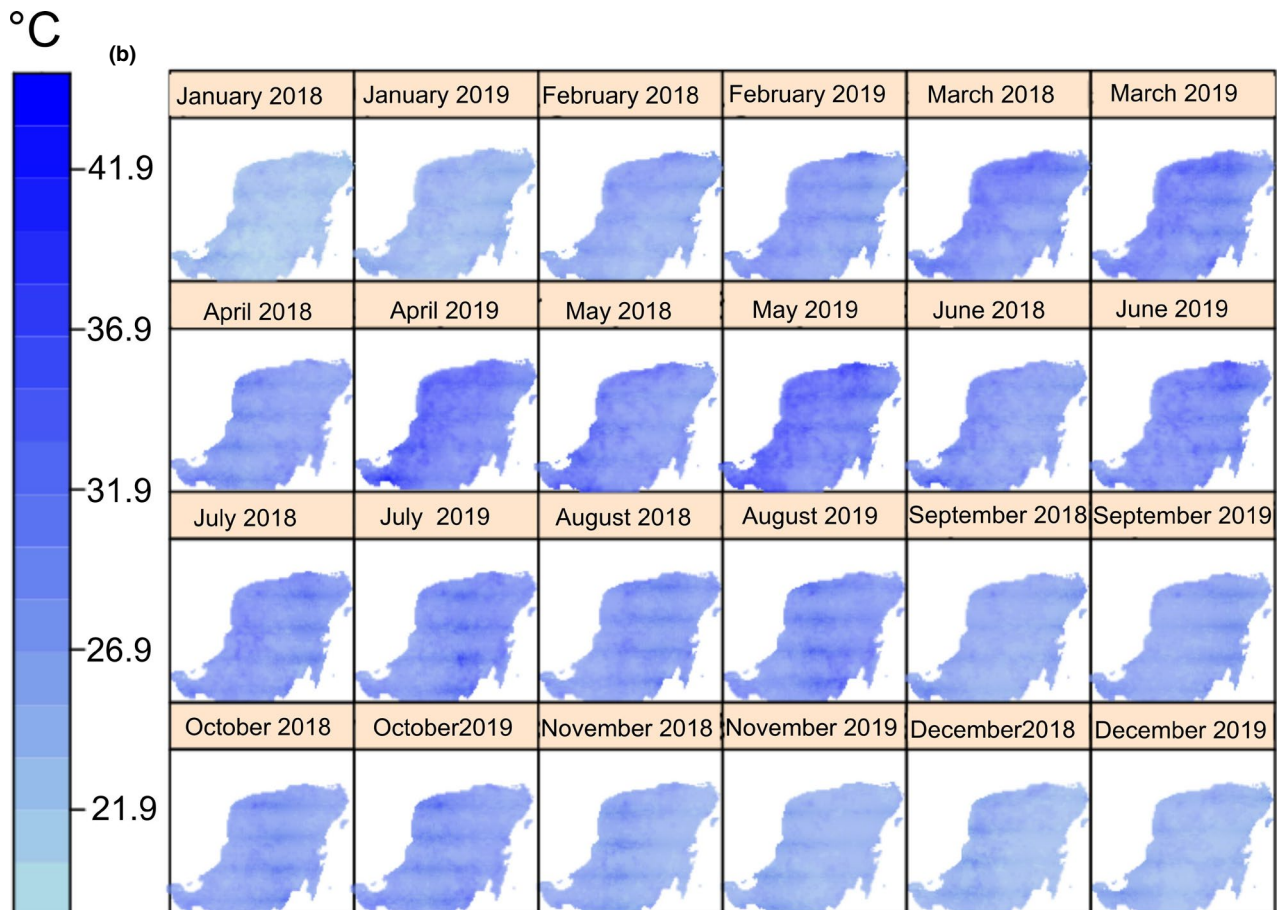 °C
(b)
January 2018
January 2019
February 2018
February 2019
March 2018
March 2019
41.9
April 2018
April 2019
May 2018
May 2019
June 2018
June 2019
36.9
31.9
July 2018
July 2019
August 2018
August 2019
September 2018
September 2019
26.9
October 2018
October2019
November 2018
November 2019
December2018
December 2019
21.9